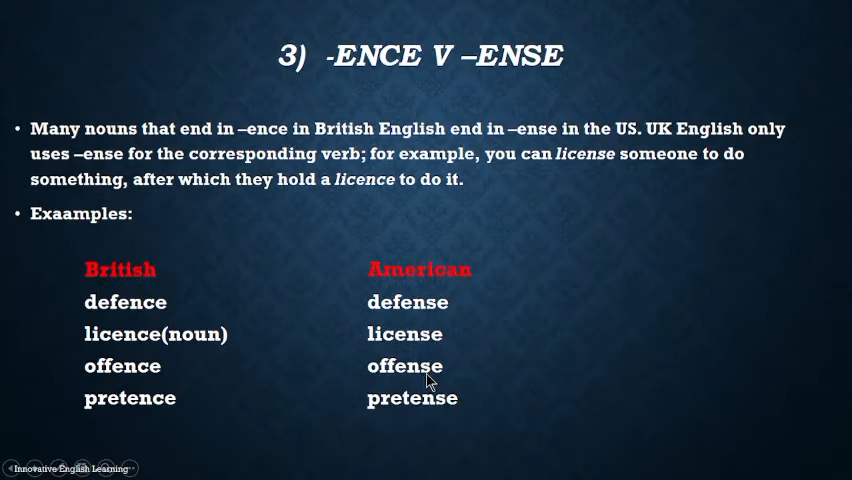 3) -ENCE V –ENSE
• Many nouns that end in –ence in British English end in –ense in the US. UK English only
uses –ense for the corresponding verb; for example, you can license someone to do
something, after which they hold a licence to do it.
• Exaamples:
British American
defence defense
licence(noun) license
offence offense
pretence pretense
Innovative English Learning